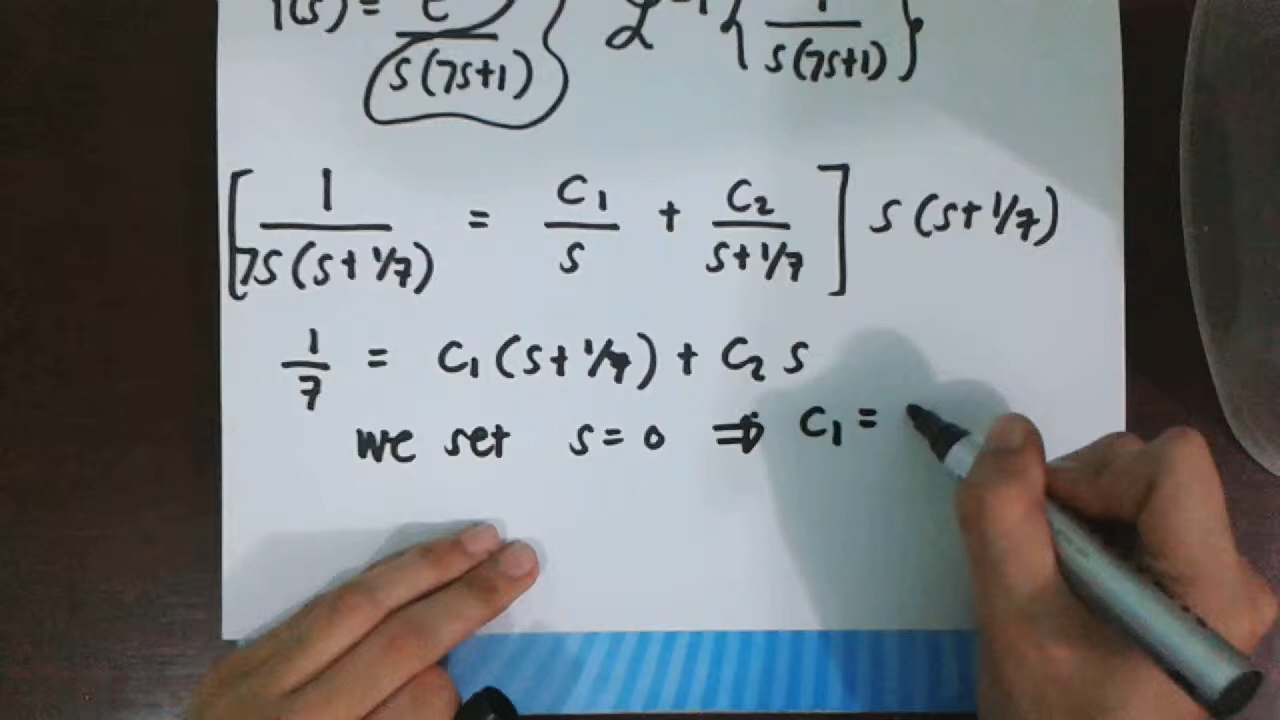 s(7s+1) } ℒ⁻¹ { 1/(s(7s+1)) }
[ 1/(7s(s+1/7)) = C₁/s + C₂/(s+1/7) ] s(s+1/7)
1/7 = C₁(s+1/7) + C₂ s
we set s=0 ⇒ C₁ =